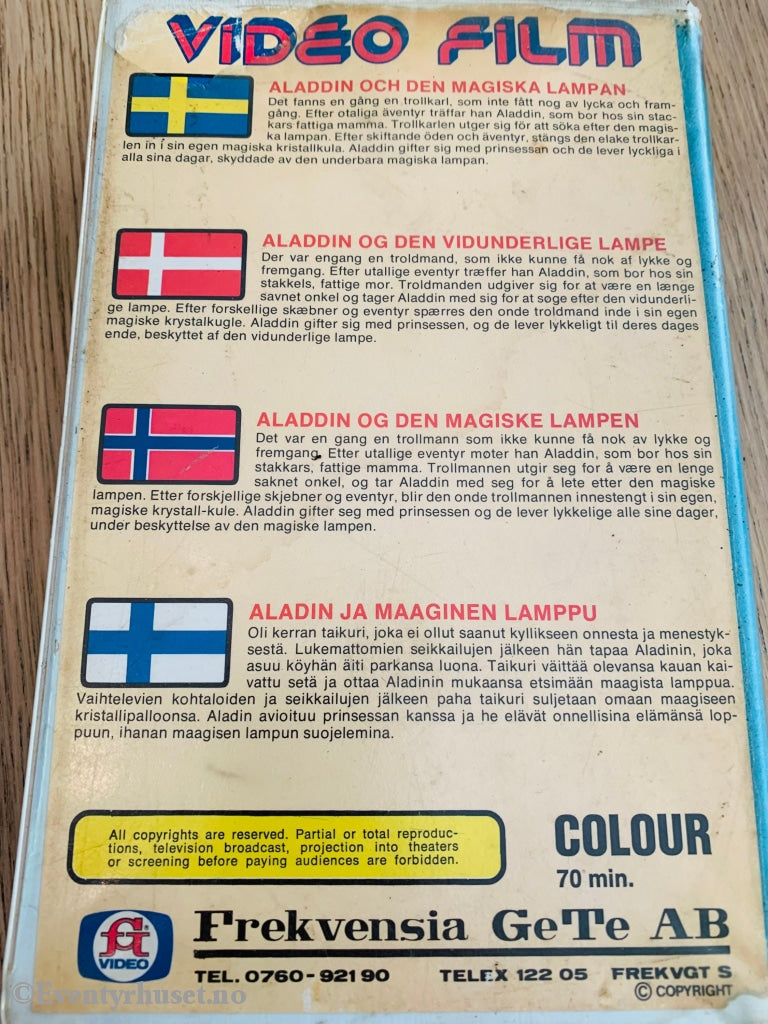 VIDEO FILM
ALADDIN OCH DEN MAGISKA LAMPAN
Det fanns en gång en trollkarl, som inte fått nog av lycka och fram-
gång. Efter otaliga äventyr träffar han Aladdin, som bor hos sin stac-
kars fattiga mamma. Trollkarlen utger sig för att söka efter den magis-
ka lampan. Efter skiftande öden och äventyr, stängs den elake trollkar-
len in i sin egen magiska kristallkula. Aladdin gifter sig med prinsessan och de lever lyckliga i
alla sina dagar, skyddade av den underbara magiska lampan.
ALADDIN OG DEN VIDUNDERLIGE LAMPE
Der var engang en troldmand, som ikke kunne få nok af lykke og
fremgang. Efter utallige eventyr træffer han Aladdin, som bor hos sin
stakkels, fattige mor. Troldmanden udgiver sig for at være en længe
savnet onkel og tager Aladdin med sig for at søge efter den vidunderli-
ge lampe. Efter forskellige skæbner og eventyr spærres den onde troldmand inde i sin egen
magiske krystalkugle. Aladdin gifter sig med prinsessen, og de lever lykkeligt til deres dages
ende, beskyttet af den vidunderlige lampe.
ALADDIN OG DEN MAGISKE LAMPEN
Det var en gang en trollmann som ikke kunne få nok av lykke og
fremgang. Efter utallige eventyr møter han Aladdin, som bor hos sin
stakkars, fattige mamma. Trollmannen utgir seg for å være en lenge
saknet onkel, og tar Aladdin med seg for å lete etter den magiske
lampen. Etter forskjellige skjebner og eventyr, blir den onde trollmannen innestengt i sin egen,
magiske krystall-kule. Aladdin gifter seg med prinsessen og de lever lykkelige alle sine dager,
under beskyttelse av den magiske lampen.
ALADIN JA MAAGINEN LAMPPU
Oli kerran taikuri, joka ei ollut saanut kyllikseen onnesta ja menestyk-
sestä. Lukemattomien seikkailujen jälkeen hän tapaa Aladinin, joka
asuu köyhän äiti parkansa luona. Taikuri väittää olevansa kauan kai-
vattu setä ja ottaa Aladinin mukaansa etsimään maagista lamppua.
Vaihtelevien kohtaloiden ja seikkailujen jälkeen paha taikuri suljetaan omaan maagiseen
kristallipalloonsa. Aladin avioituu prinsessan kanssa ja he elävät onnellisina elämänsä lop-
puun, ihanan maagisen lampun suojelemina.
All copyrights are reserved. Partial or total reproduc-
tions, television broadcast, projection into theaters
or screening before paying audiences are forbidden.
COLOUR
70 min.
VIDEO
Frekvensia GeTe AB
TEL. 0760-921 90 TELEX 122 05 FREKVGT S
© COPYRIGHT
©Eventyrhuset.no